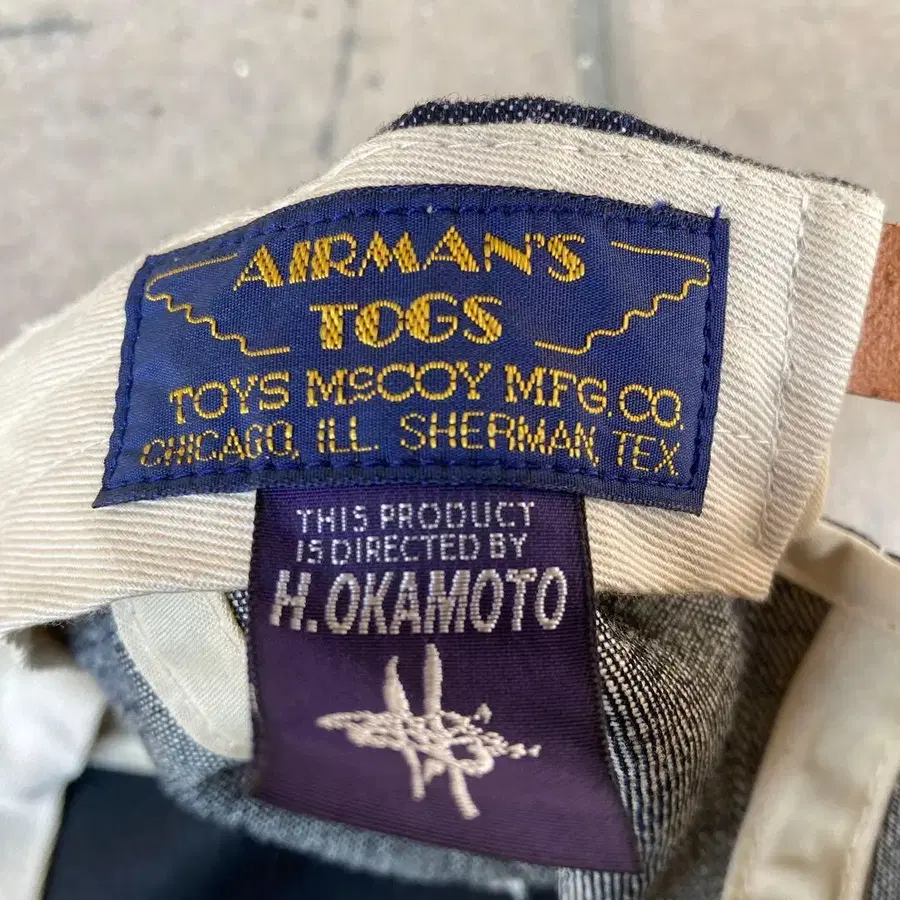 AIRMAN'S
TOGS
TOYS McCOY MFG.CO.
CHICAGO, ILL. SHERMAN, TEX
THIS PRODUCT
IS DIRECTED BY
H.OKAMOTO